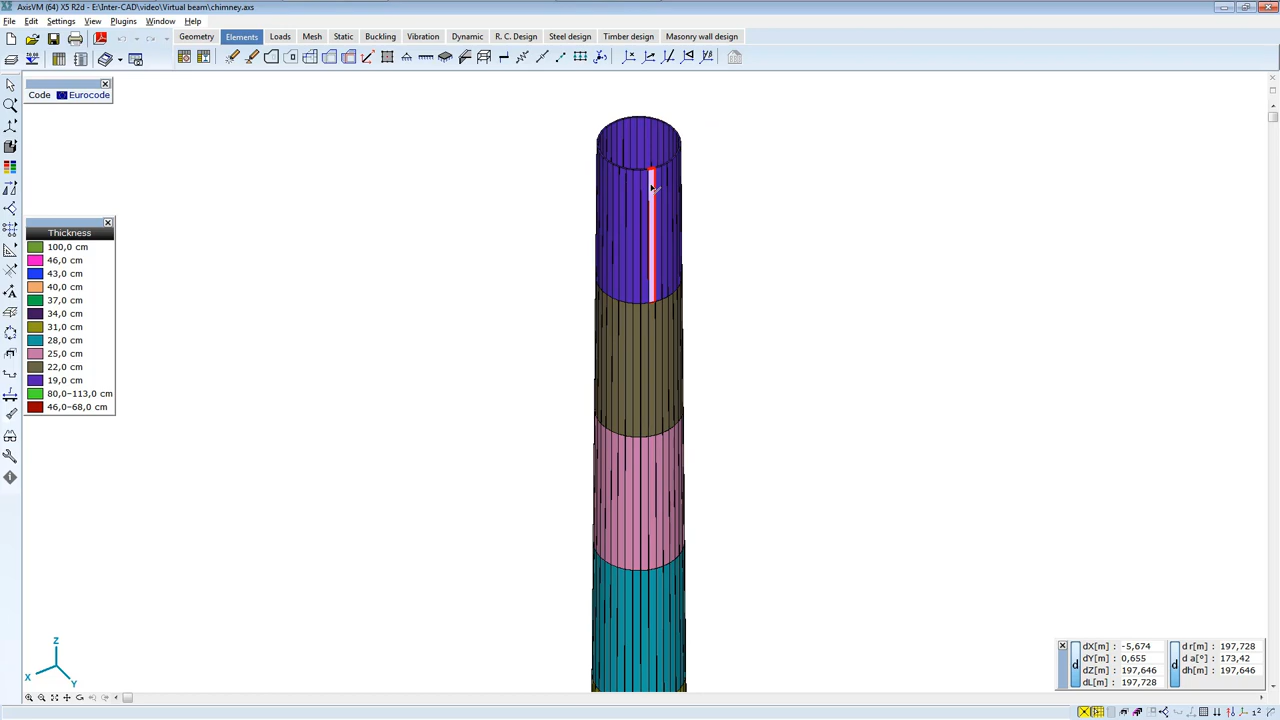 AxisVM (64) X5 R2d - E:\Inter-CAD\video\Virtual beam\chimney.axs
File Edit Settings View Plugins Window Help
Geometry Elements Loads Mesh Static Buckling Vibration Dynamic R. C. Design Steel design Timber design Masonry wall design
Code Eurocode
Thickness
100,0 cm
46,0 cm
43,0 cm
40,0 cm
37,0 cm
34,0 cm
31,0 cm
28,0 cm
25,0 cm
22,0 cm
19,0 cm
80,0–113,0 cm
46,0–68,0 cm
Z
X
Y
d
dX[m] : -5,674
dY[m] : 0,655
dZ[m] : 197,646
dL[m] : 197,728
d
d r[m] : 197,728
d a[°] : 173,42
dh[m] : 197,646